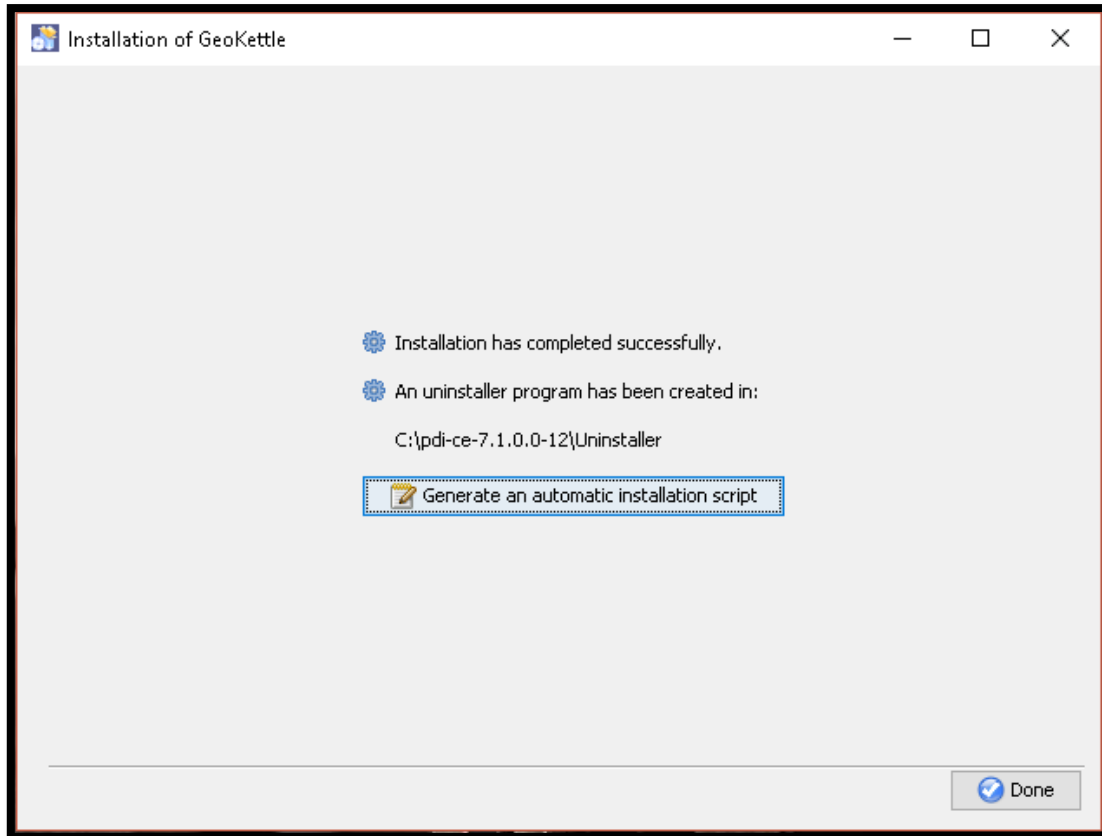 Installation of GeoKettle
Installation has completed successfully.
An uninstaller program has been created in:
C:\pdi-ce-7.1.0.0-12\Uninstaller
Generate an automatic installation script
Done